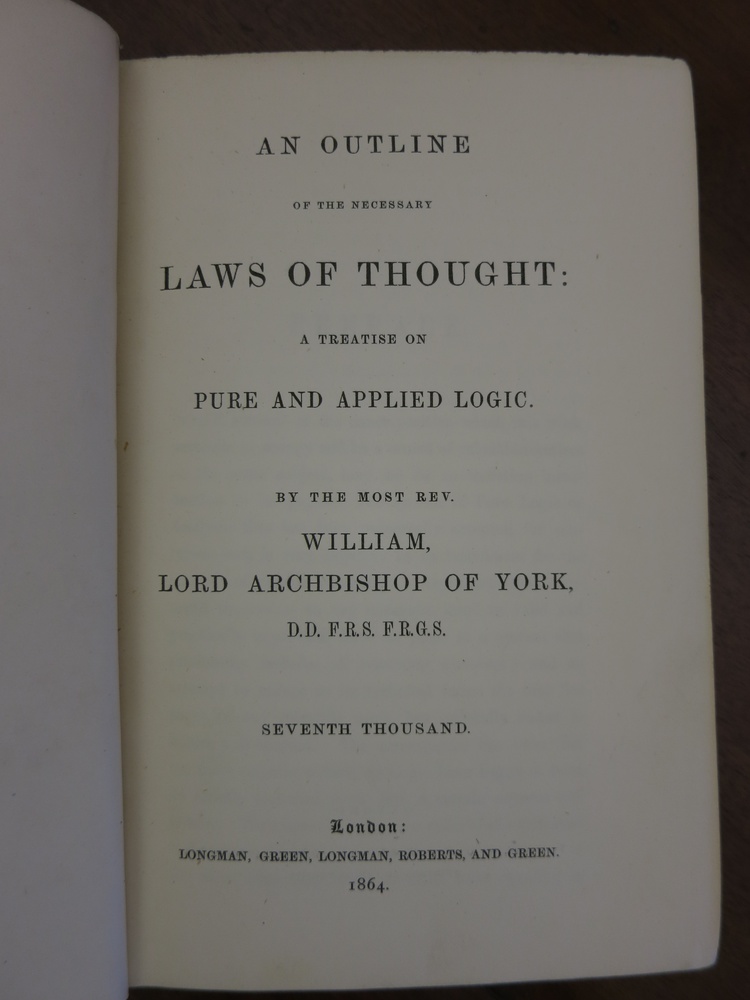 AN OUTLINE
OF THE NECESSARY
LAWS OF THOUGHT:
A TREATISE ON
PURE AND APPLIED LOGIC.
BY THE MOST REV.
WILLIAM,
LORD ARCHBISHOP OF YORK,
D.D. F.R.S. F.R.G.S.
SEVENTH THOUSAND.
London:
LONGMAN, GREEN, LONGMAN, ROBERTS, AND GREEN.
1864.